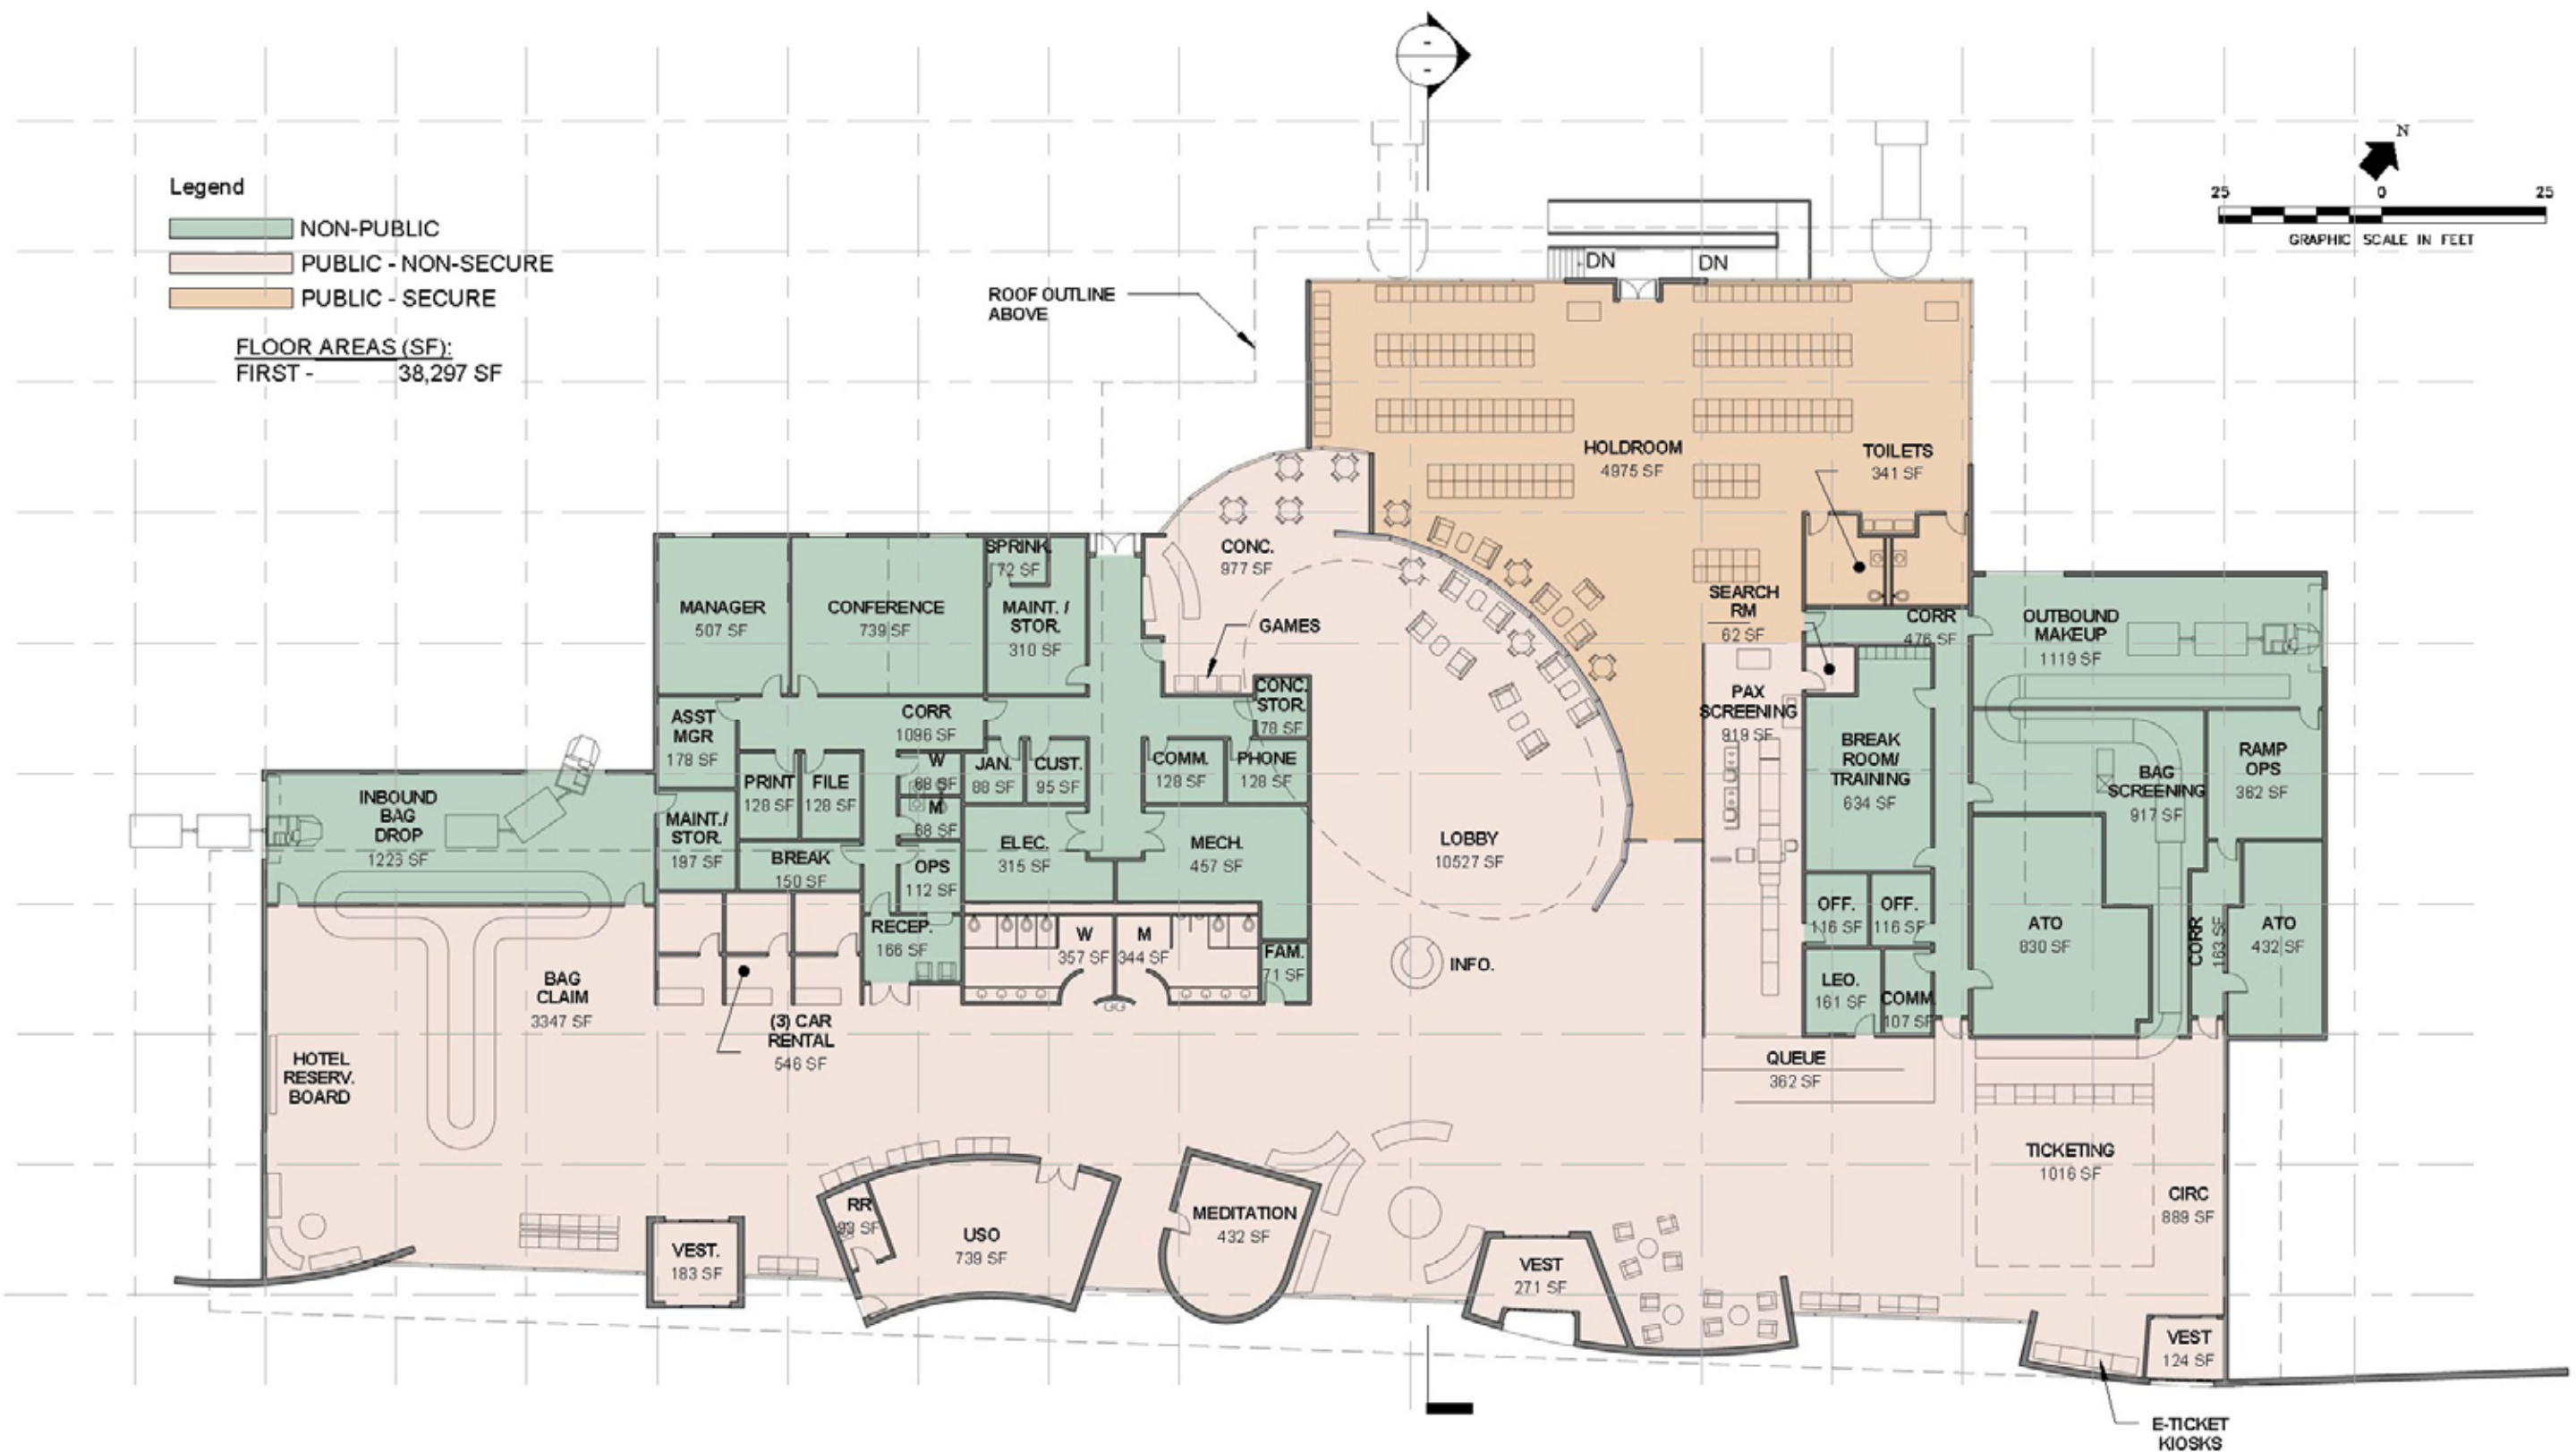 N
25 0 25
GRAPHIC SCALE IN FEET
Legend
NON-PUBLIC
PUBLIC - NON-SECURE
PUBLIC - SECURE
FLOOR AREAS (SF):
FIRST - 38,297 SF
ROOF OUTLINE
ABOVE
DN
DN
HOLDROOM
4975 SF
TOILETS
341 SF
CONC.
977 SF
GAMES
SPRINK.
72 SF
MANAGER
507 SF
CONFERENCE
739 SF
MAINT. /
STOR.
310 SF
SEARCH
RM
62 SF
CORR
476 SF
OUTBOUND
MAKEUP
1119 SF
ASST
MGR
178 SF
CORR
1096 SF
CONC.
STOR.
78 SF
PAX
SCREENING
919 SF
BREAK
ROOM/
TRAINING
634 SF
BAG
SCREENING
917 SF
RAMP
OPS
362 SF
INBOUND
BAG
DROP
1223 SF
MAINT./
STOR.
197 SF
PRINT
128 SF
FILE
128 SF
W
68 SF
M
68 SF
JAN.
88 SF
CUST.
95 SF
COMM.
128 SF
PHONE
128 SF
BREAK
150 SF
OPS
112 SF
ELEC.
315 SF
MECH.
457 SF
LOBBY
10527 SF
RECEP.
166 SF
W
357 SF
M
344 SF
FAM.
71 SF
INFO.
OFF.
116 SF
OFF.
116 SF
ATO
830 SF
CORR
163 SF
ATO
432 SF
LEO.
161 SF
COMM
107 SF
BAG
CLAIM
3347 SF
(3) CAR
RENTAL
546 SF
HOTEL
RESERV.
BOARD
QUEUE
362 SF
TICKETING
1016 SF
CIRC
889 SF
RR
93 SF
USO
739 SF
MEDITATION
432 SF
VEST.
183 SF
VEST
271 SF
VEST
124 SF
E-TICKET
KIOSKS